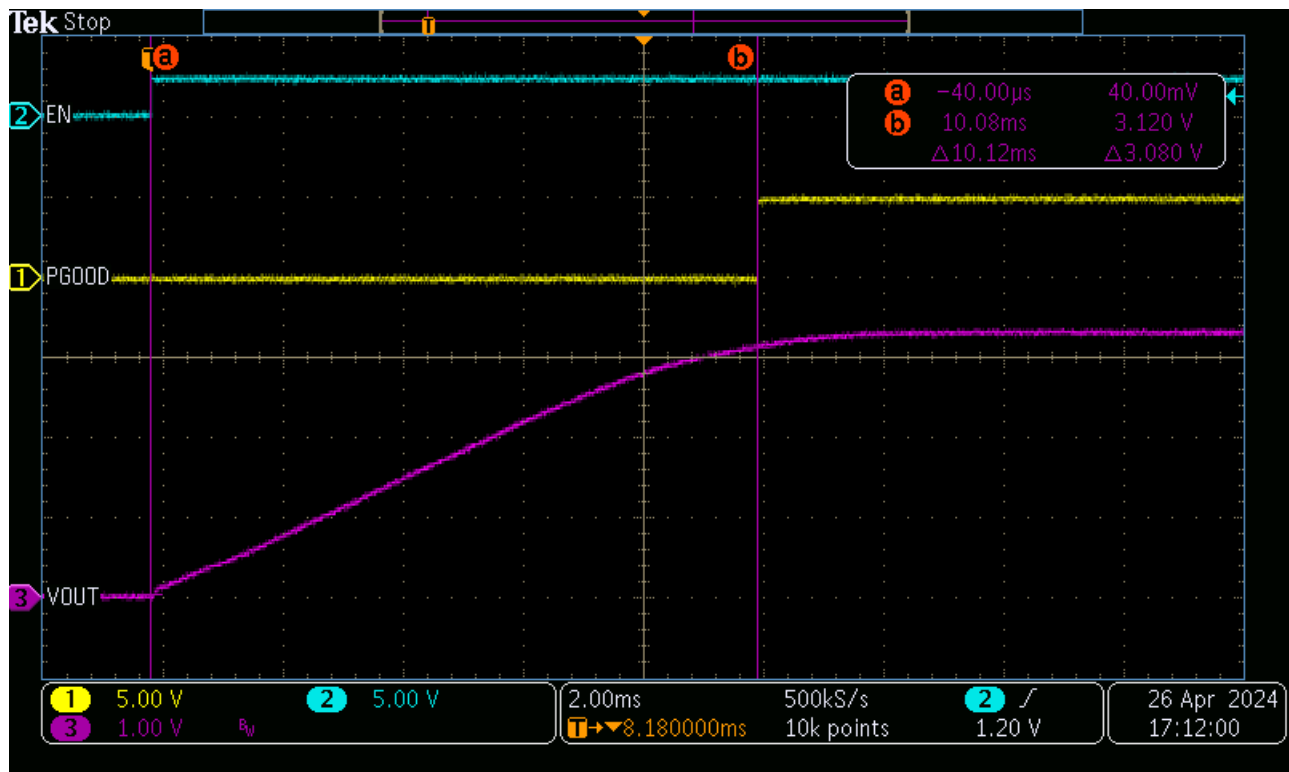 Tek Stop
T
T a b
a -40.00µs 40.00mV
b 10.08ms 3.120 V
△10.12ms △3.080 V
2 EN
1 PGOOD
3 VOUT
1 5.00 V 2 5.00 V
3 1.00 V BW
2.00ms 500kS/s 2
T→▼8.180000ms 10k points 1.20 V
26 Apr 2024
17:12:00